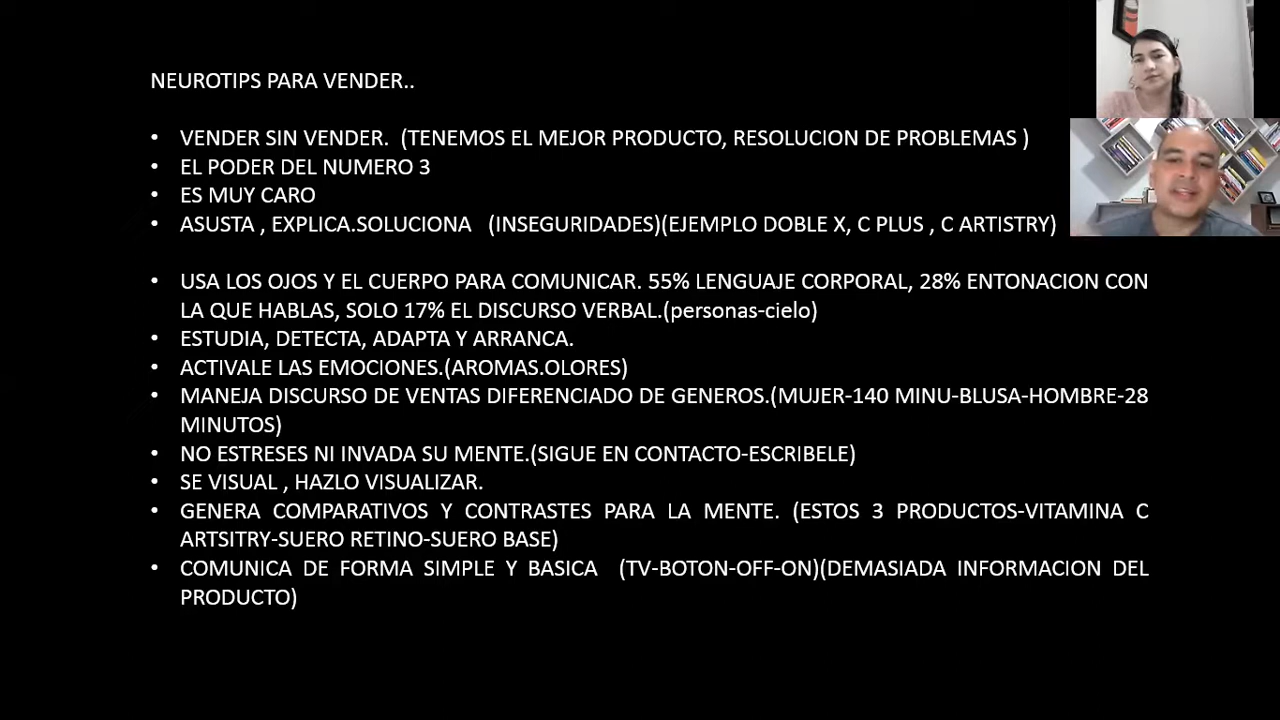 NEUROTIPS PARA VENDER..
• VENDER SIN VENDER. (TENEMOS EL MEJOR PRODUCTO, RESOLUCION DE PROBLEMAS )
• EL PODER DEL NUMERO 3
• ES MUY CARO
• ASUSTA , EXPLICA.SOLUCIONA (INSEGURIDADES)(EJEMPLO DOBLE X, C PLUS , C ARTISTRY)
• USA LOS OJOS Y EL CUERPO PARA COMUNICAR. 55% LENGUAJE CORPORAL, 28% ENTONACION CON
LA QUE HABLAS, SOLO 17% EL DISCURSO VERBAL.(personas-cielo)
• ESTUDIA, DETECTA, ADAPTA Y ARRANCA.
• ACTIVALE LAS EMOCIONES.(AROMAS.OLORES)
• MANEJA DISCURSO DE VENTAS DIFERENCIADO DE GENEROS.(MUJER-140 MINU-BLUSA-HOMBRE-28
MINUTOS)
• NO ESTRESES NI INVADA SU MENTE.(SIGUE EN CONTACTO-ESCRIBELE)
• SE VISUAL , HAZLO VISUALIZAR.
• GENERA COMPARATIVOS Y CONTRASTES PARA LA MENTE. (ESTOS 3 PRODUCTOS-VITAMINA C
ARTSITRY-SUERO RETINO-SUERO BASE)
• COMUNICA DE FORMA SIMPLE Y BASICA (TV-BOTON-OFF-ON)(DEMASIADA INFORMACION DEL
PRODUCTO)